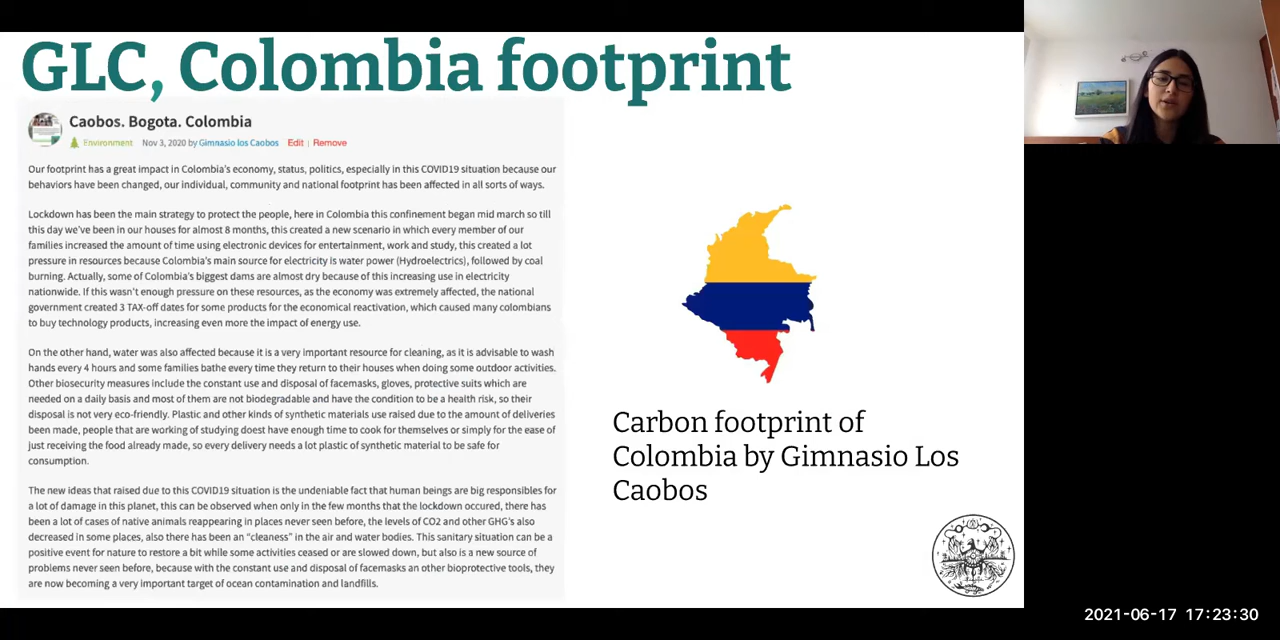 GLC, Colombia footprint
Caobos. Bogota. Colombia
Environment Nov 3, 2020 by Gimnasio los Caobos Edit | Remove
Our footprint has a great impact in Colombia's economy, status, politics, especially in this COVID19 situation because our
behaviors have been changed, our individual, community and national footprint has been affected in all sorts of ways.
Lockdown has been the main strategy to protect the people, here in Colombia this confinement began mid march so till
this day we've been in our houses for almost 8 months, this created a new scenario in which every member of our
families increased the amount of time using electronic devices for entertainment, work and study, this created a lot
pressure in resources because Colombia's main source for electricity is water power (Hydroelectrics), followed by coal
burning. Actually, some of Colombia's biggest dams are almost dry because of this increasing use in electricity
nationwide. If this wasn't enough pressure on these resources, as the economy was extremely affected, the national
government created 3 TAX-off dates for some products for the economical reactivation, which caused many colombians
to buy technology products, increasing even more the impact of energy use.
On the other hand, water was also affected because it is a very important resource for cleaning, as it is advisable to wash
hands every 4 hours and some families bathe every time they return to their houses when doing some outdoor activities.
Other biosecurity measures include the constant use and disposal of facemasks, gloves, protective suits which are
needed on a daily basis and most of them are not biodegradable and have the condition to be a health risk, so their
disposal is not very eco-friendly. Plastic and other kinds of synthetic materials use raised due to the amount of deliveries
been made, people that are working of studying doest have enough time to cook for themselves or simply for the ease of
just receiving the food already made, so every delivery needs a lot plastic of synthetic material to be safe for
consumption.
The new ideas that raised due to this COVID19 situation is the undeniable fact that human beings are big responsibles for
a lot of damage in this planet, this can be observed when only in the few months that the lockdown occured, there has
been a lot of cases of native animals reappearing in places never seen before, the levels of CO2 and other GHG's also
decreased in some places, also there has been an “cleaness” in the air and water bodies. This sanitary situation can be a
positive event for nature to restore a bit while some activities ceased or are slowed down, but also is a new source of
problems never seen before, because with the constant use and disposal of facemasks an other bioprotective tools, they
are now becoming a very important target of ocean contamination and landfills.
Carbon footprint of
Colombia by Gimnasio Los
Caobos
2021-06-17 17:23:30